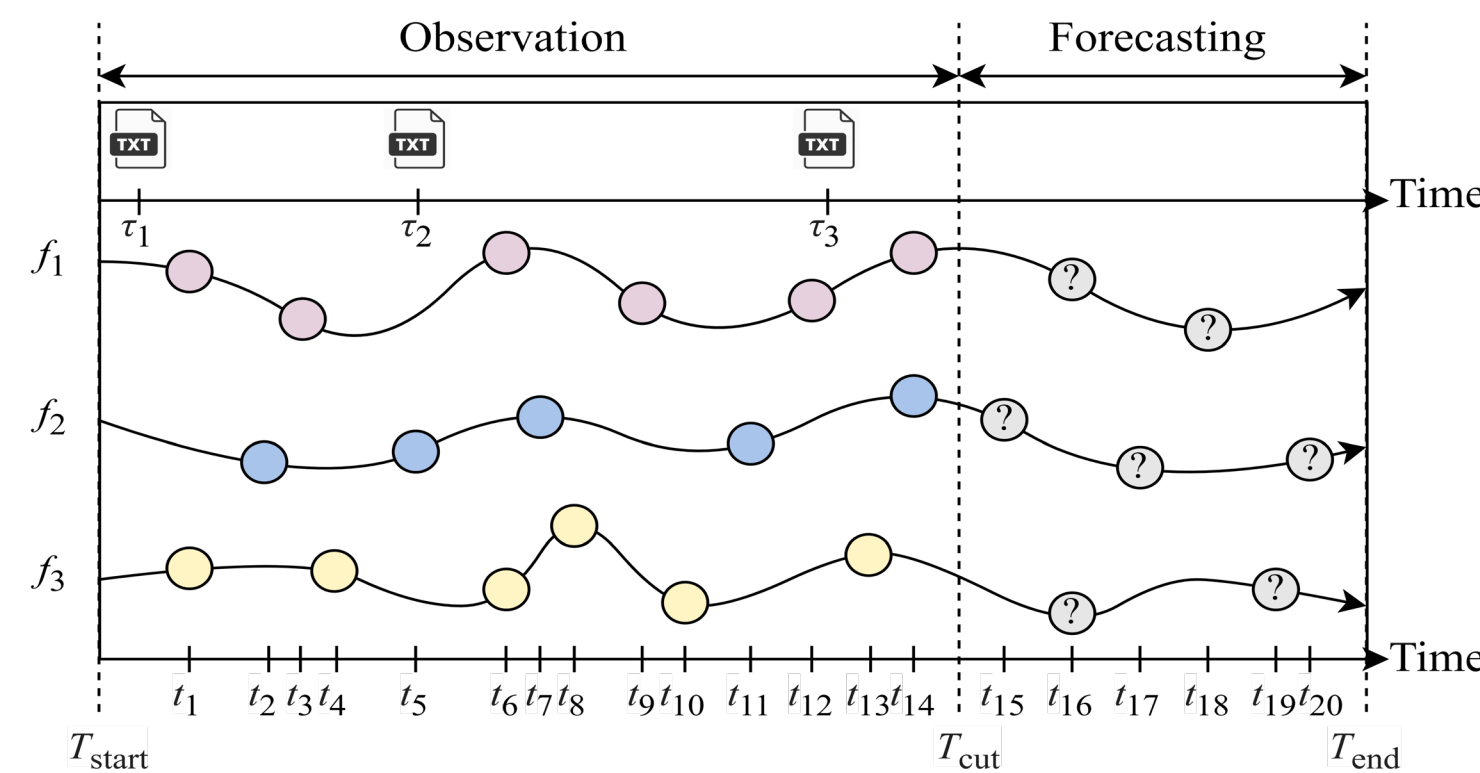 Observation Forecasting
TXT TXT TXT
Time
τ1 τ2 τ3
f1
? ?
f2
? ? ?
f3
? ?
Time
t1 t2 t3 t4 t5 t6 t7 t8 t9 t10 t11 t12 t13 t14 t15 t16 t17 t18 t19 t20
Tstart Tcut Tend